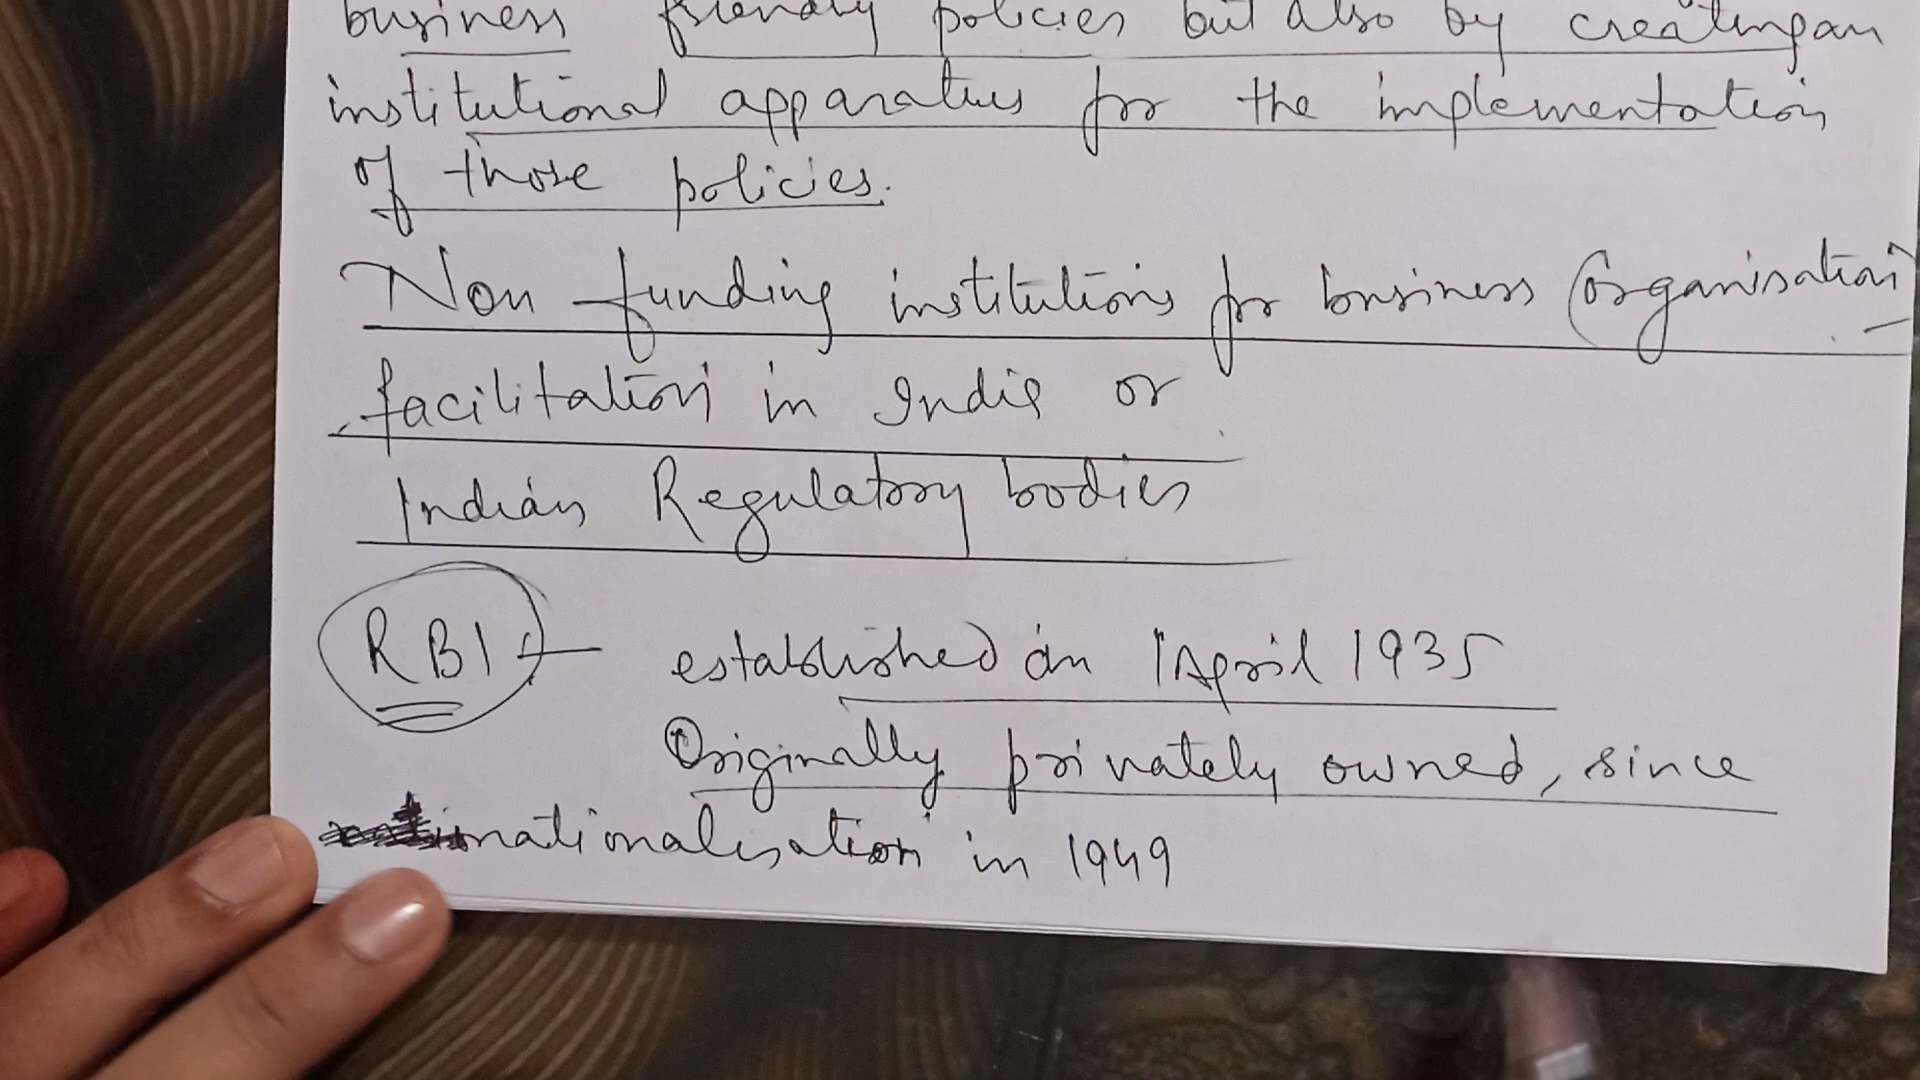 business friendly policies but also by creating an
institutional apparatus for the implementation
of those policies.
Non funding institutions for business (organisation)
facilitation in India or
Indian Regulatory bodies
RBI - established on 1 April 1935
Originally privately owned, since
nationalisation in 1949